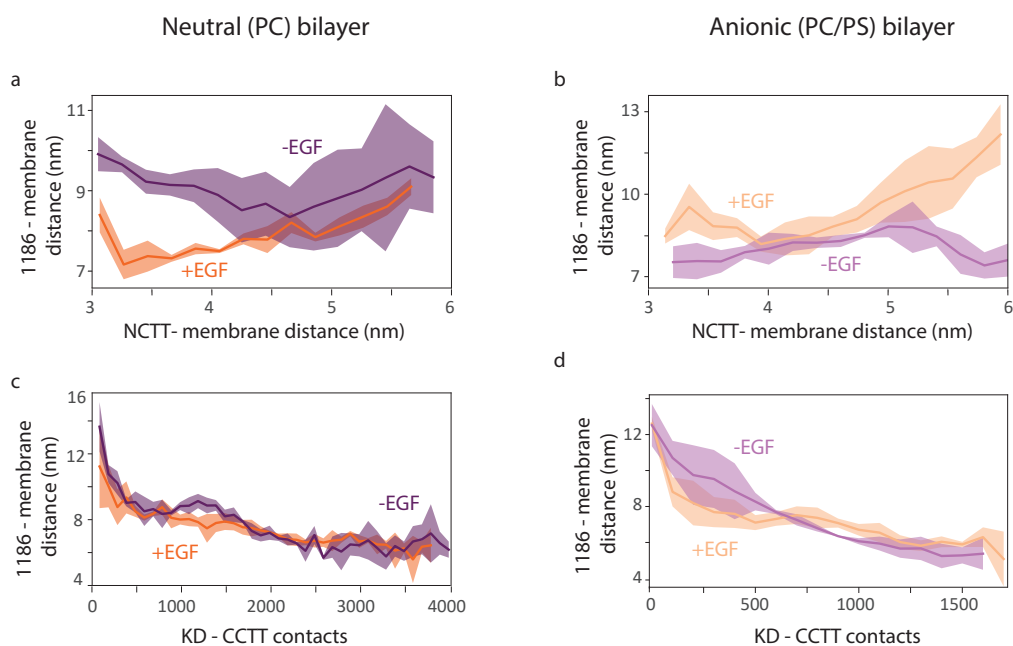 Neutral (PC) bilayer
Anionic (PC/PS) bilayer
a
11
9
7
1186 - membrane
distance (nm)
-EGF
+EGF
3
4
5
6
NCTT- membrane distance (nm)
b
13
10
7
1186 - membrane
distance (nm)
+EGF
-EGF
3
4
5
6
NCTT- membrane distance (nm)
c
16
12
8
4
1186 - membrane
distance (nm)
-EGF
+EGF
0
1000
2000
3000
4000
KD - CCTT contacts
d
12
8
4
1186 - membrane
distance (nm)
-EGF
+EGF
0
500
1000
1500
KD - CCTT contacts